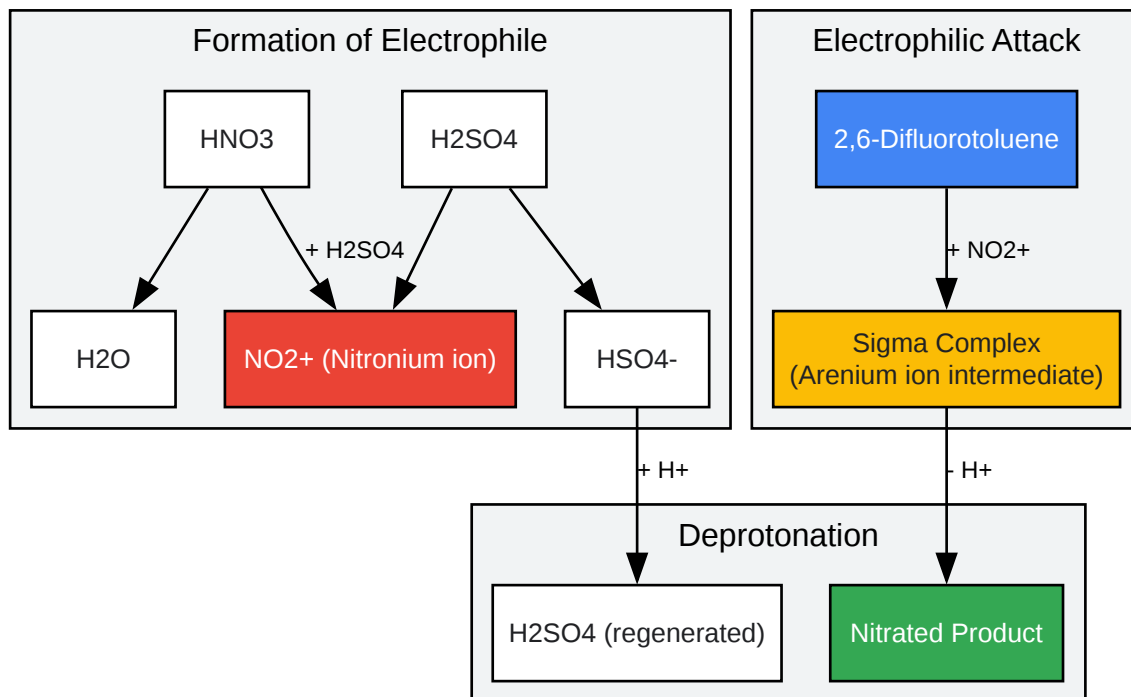 Formation of Electrophile
HNO3
H2SO4
+ H2SO4
H2O
NO2+ (Nitronium ion)
HSO4-
Electrophilic Attack
2,6-Difluorotoluene
+ NO2+
Sigma Complex
(Arenium ion intermediate)
+ H+
- H+
Deprotonation
H2SO4 (regenerated)
Nitrated Product